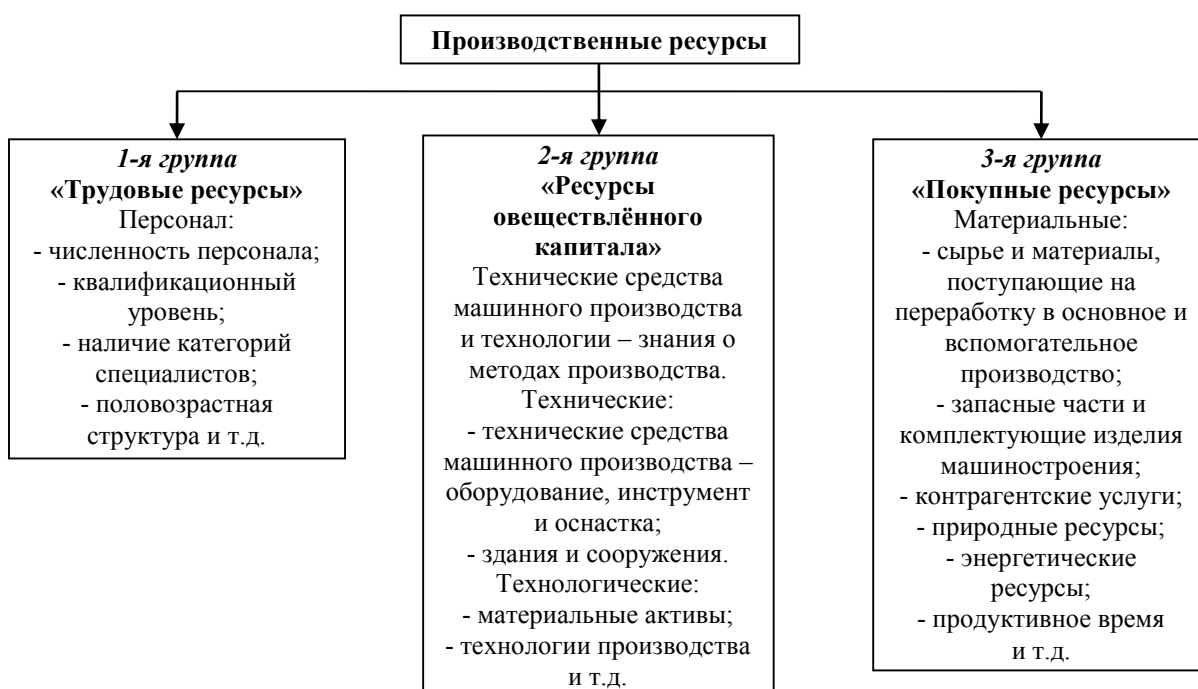 Производственные ресурсы
1-я группа
«Трудовые ресурсы»
Персонал:
- численность персонала;
- квалификационный
уровень;
- наличие категорий
специалистов;
- половозрастная
структура и т.д.
2-я группа
«Ресурсы
овеществлённого
капитала»
Технические средства
машинного производства
и технологии – знания о
методах производства.
Технические:
- технические средства
машинного производства –
оборудование, инструмент
и оснастка;
- здания и сооружения.
Технологические:
- материальные активы;
- технологии производства
и т.д.
3-я группа
«Покупные ресурсы»
Материальные:
- сырье и материалы,
поступающие на
переработку в основное и
вспомогательное
производство;
- запасные части и
комплектующие изделия
машиностроения;
- контрагентские услуги;
- природные ресурсы;
- энергетические
ресурсы;
- продуктивное время
и т.д.